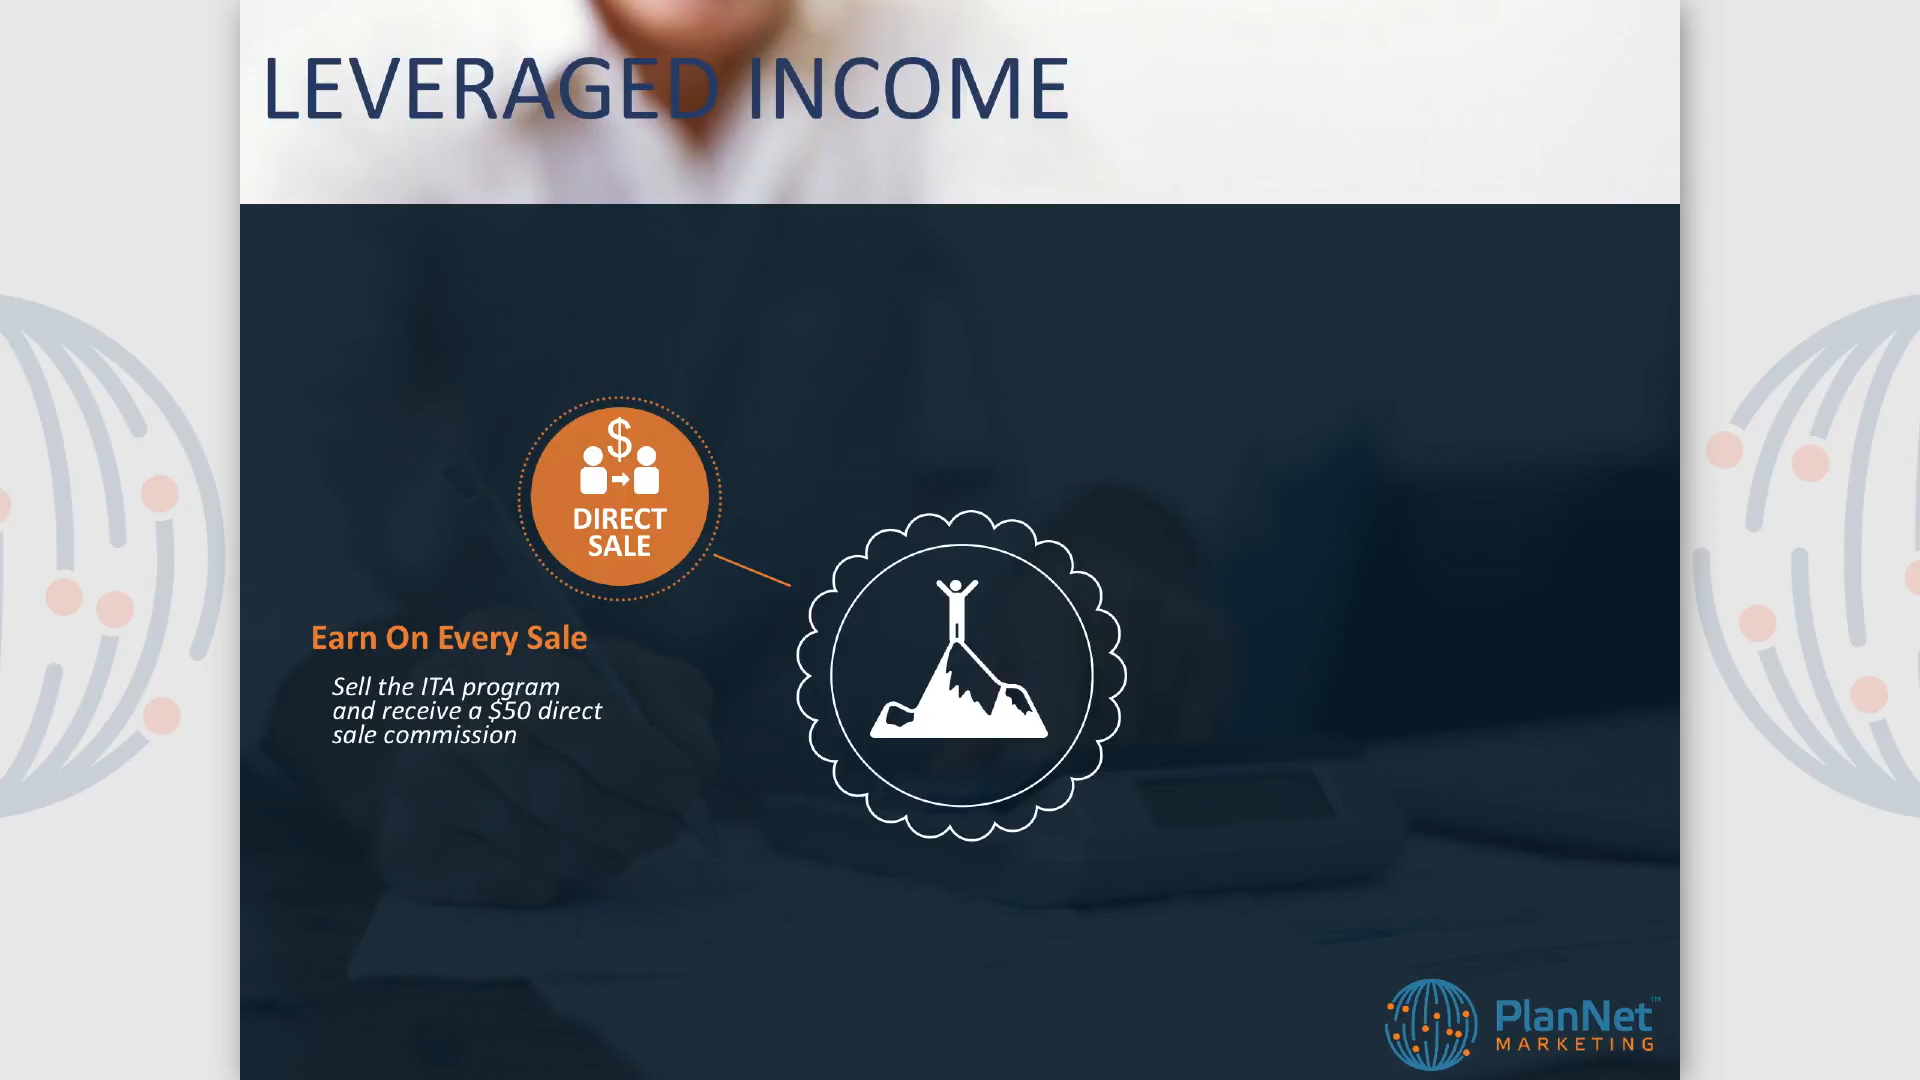 LEVERAGED INCOME
$
DIRECT
SALE
Earn On Every Sale
Sell the ITA program
and receive a $50 direct
sale commission
PlanNet™
MARKETING